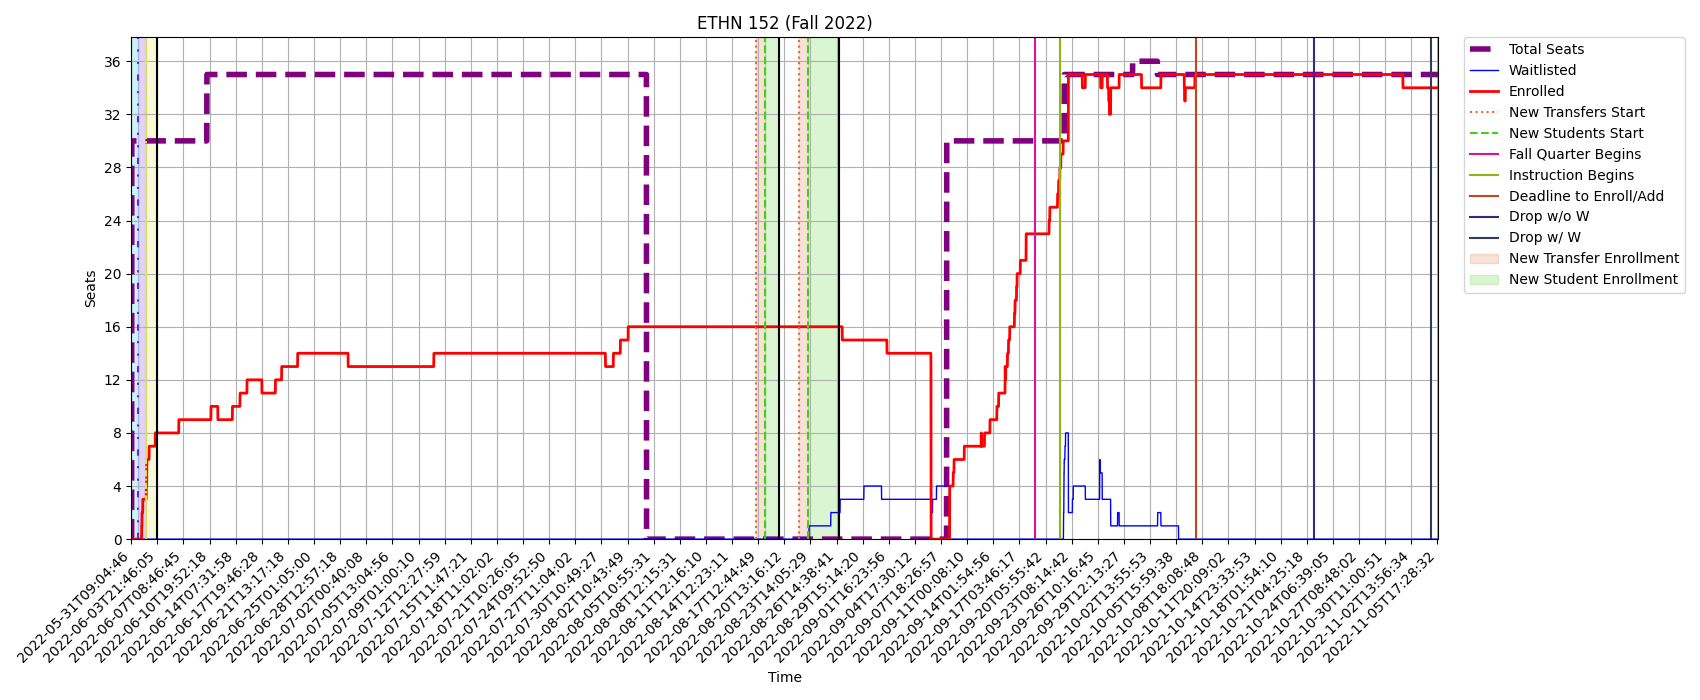 ETHN 152 (Fall 2022)
Seats
36
32
28
24
20
16
12
8
4
0
2022-05-31T09:04:46
2022-06-03T21:46:05
2022-06-07T08:46:45
2022-06-10T19:52:18
2022-06-14T07:31:58
2022-06-17T19:46:28
2022-06-21T13:17:18
2022-06-25T01:05:00
2022-06-28T12:57:18
2022-07-02T00:40:08
2022-07-05T13:04:56
2022-07-09T01:00:10
2022-07-12T12:27:59
2022-07-15T11:47:21
2022-07-18T11:02:02
2022-07-21T10:26:05
2022-07-24T09:52:50
2022-07-27T11:04:02
2022-07-30T10:49:27
2022-08-02T10:43:49
2022-08-05T10:55:31
2022-08-08T12:15:31
2022-08-11T12:16:10
2022-08-14T12:23:11
2022-08-17T12:44:49
2022-08-20T13:16:12
2022-08-23T14:05:29
2022-08-26T14:38:41
2022-08-29T15:14:20
2022-09-01T16:23:56
2022-09-04T17:30:12
2022-09-07T18:26:57
2022-09-11T00:08:10
2022-09-14T01:54:56
2022-09-17T03:46:17
2022-09-20T05:55:42
2022-09-23T08:14:42
2022-09-26T10:16:45
2022-09-29T12:13:27
2022-10-02T13:55:53
2022-10-05T15:59:38
2022-10-08T18:08:48
2022-10-11T20:09:02
2022-10-14T23:33:53
2022-10-18T01:54:10
2022-10-21T04:25:18
2022-10-24T06:39:05
2022-10-27T08:48:02
2022-10-30T11:00:51
2022-11-02T13:56:34
2022-11-05T17:28:32
Time
Total Seats
Waitlisted
Enrolled
New Transfers Start
New Students Start
Fall Quarter Begins
Instruction Begins
Deadline to Enroll/Add
Drop w/o W
Drop w/ W
New Transfer Enrollment
New Student Enrollment